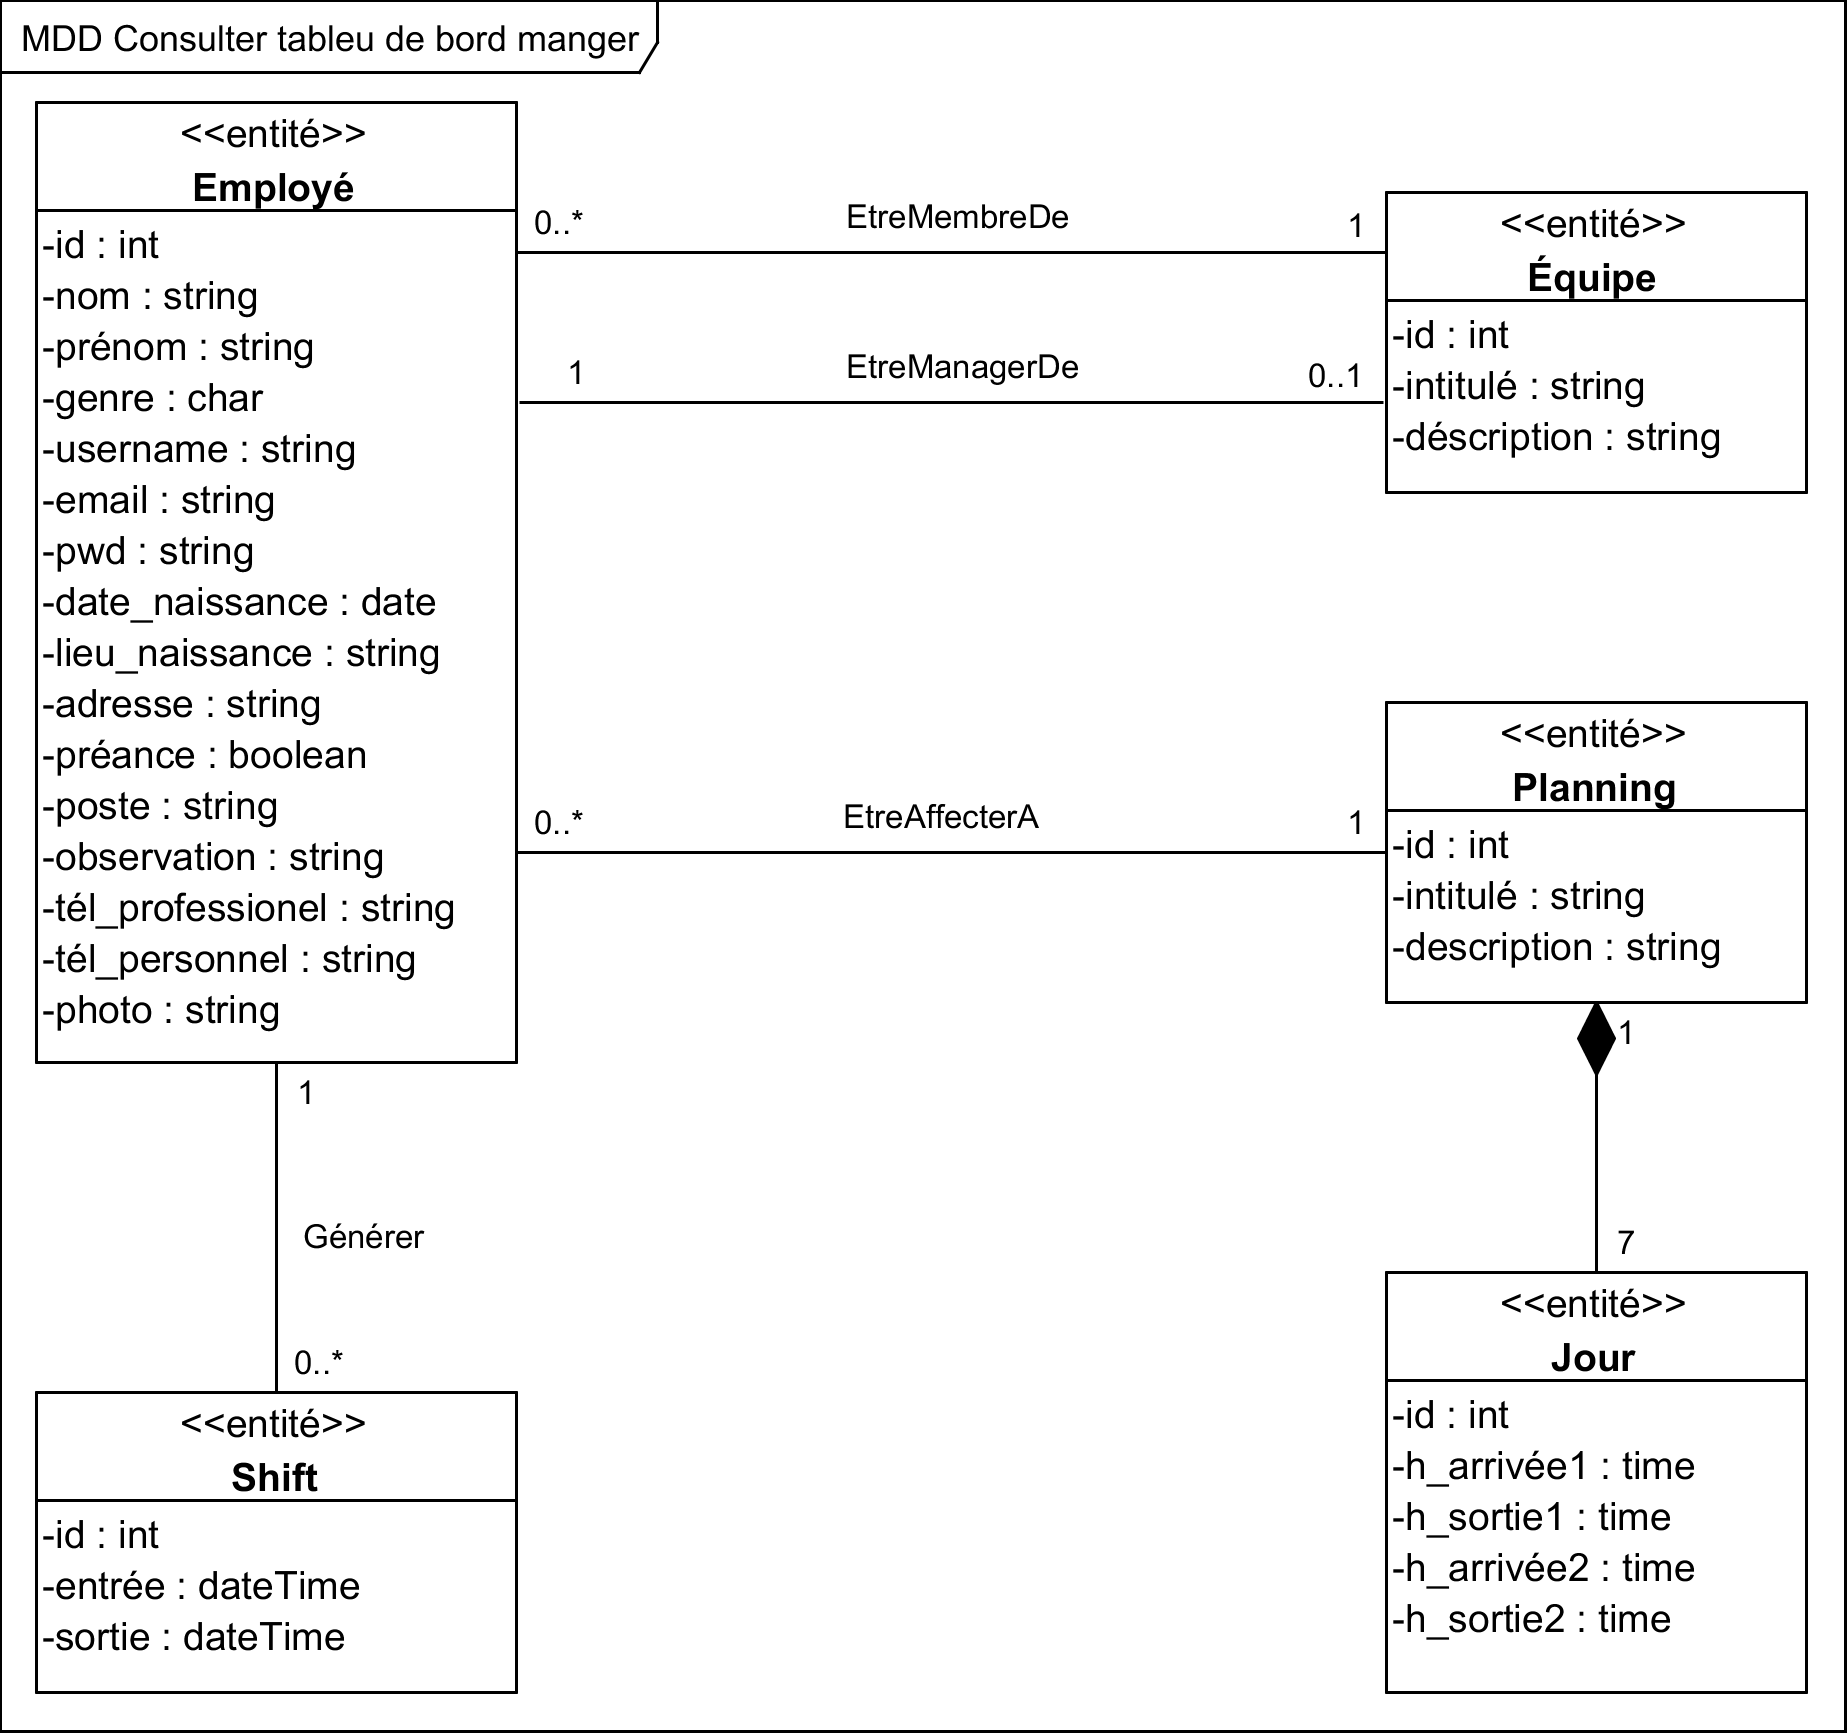 MDD Consulter tableu de bord manger
<<entité>>
Employé
-id : int
-nom : string
-prénom : string
-genre : char
-username : string
-email : string
-pwd : string
-date_naissance : date
-lieu_naissance : string
-adresse : string
-préance : boolean
-poste : string
-observation : string
-tél_professionel : string
-tél_personnel : string
-photo : string
0..* EtreMembreDe 1
1 EtreManagerDe 0..1
<<entité>>
Équipe
-id : int
-intitulé : string
-déscription : string
0..* EtreAffecterA 1
<<entité>>
Planning
-id : int
-intitulé : string
-description : string
1
7
1
Générer
0..*
<<entité>>
Shift
-id : int
-entrée : dateTime
-sortie : dateTime
<<entité>>
Jour
-id : int
-h_arrivée1 : time
-h_sortie1 : time
-h_arrivée2 : time
-h_sortie2 : time